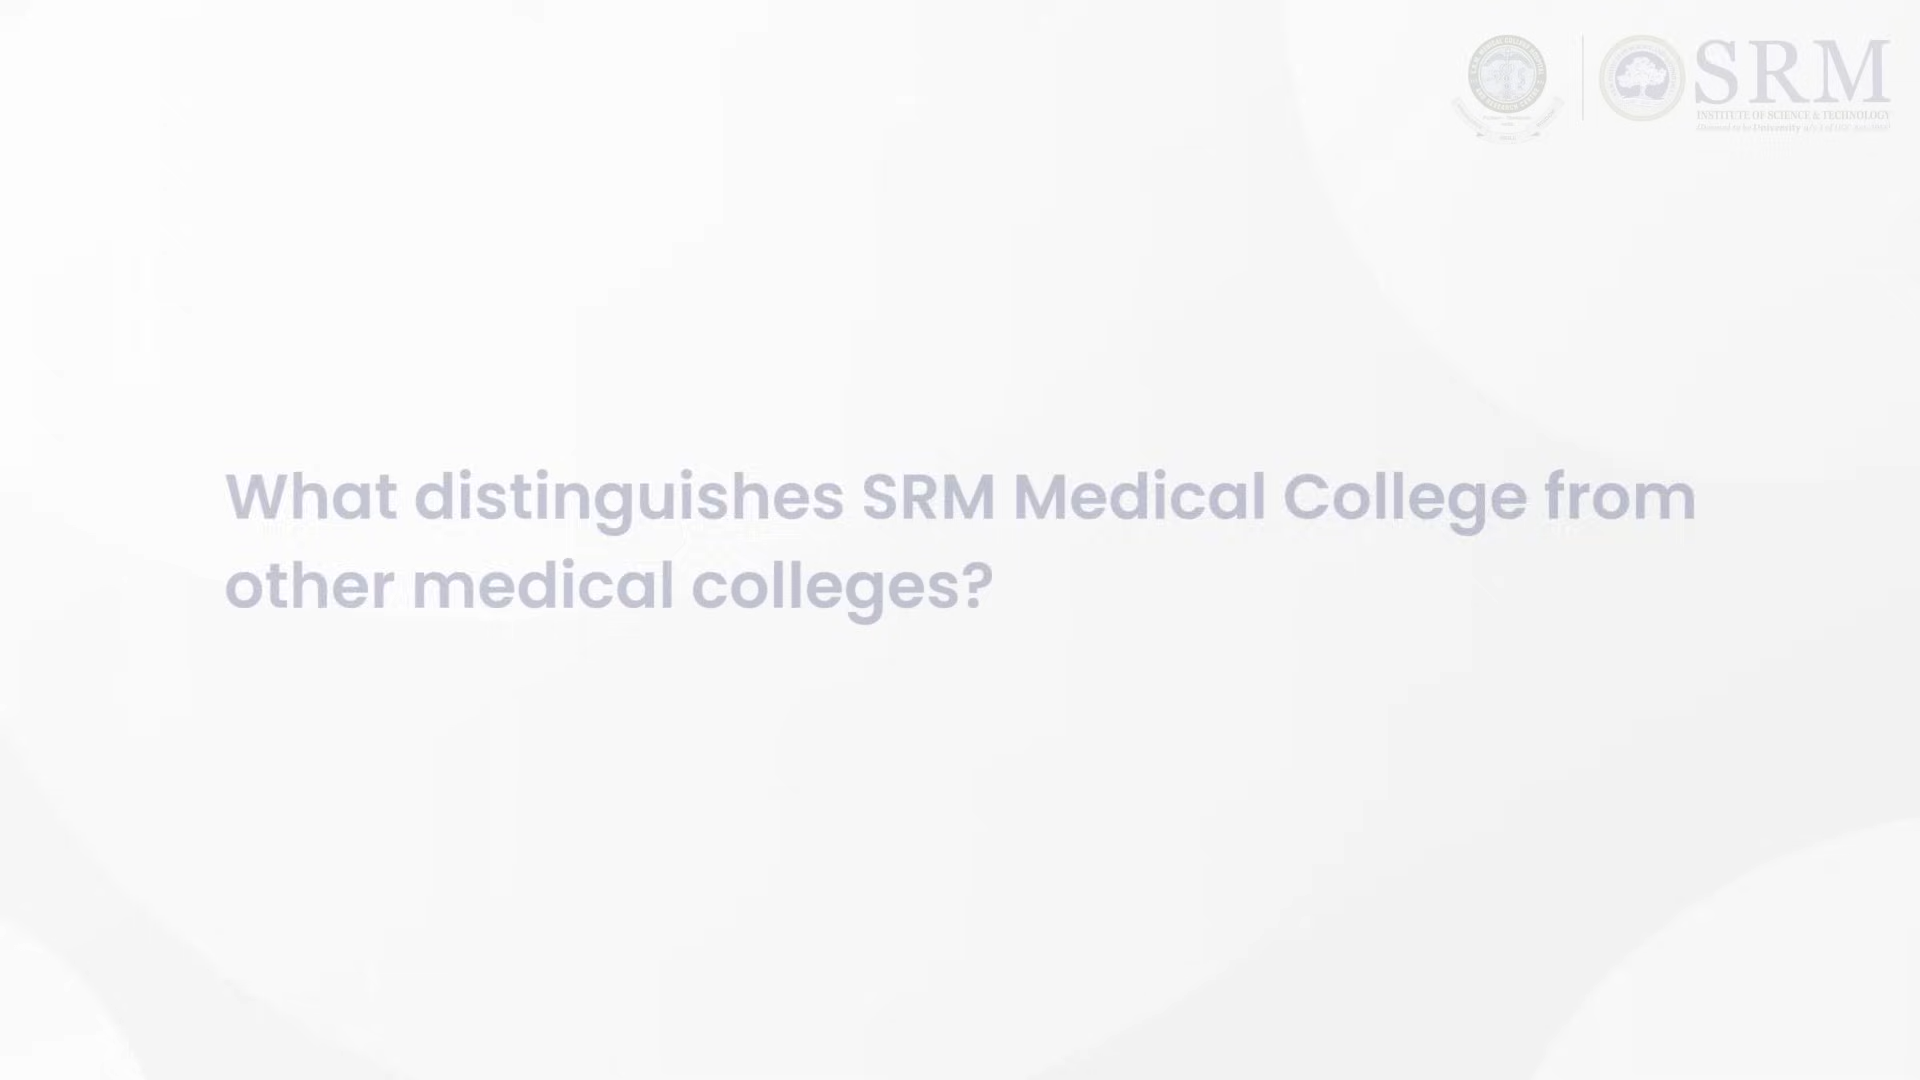 SRM
INSTITUTE OF SCIENCE & TECHNOLOGY
What distinguishes SRM Medical College from
other medical colleges?